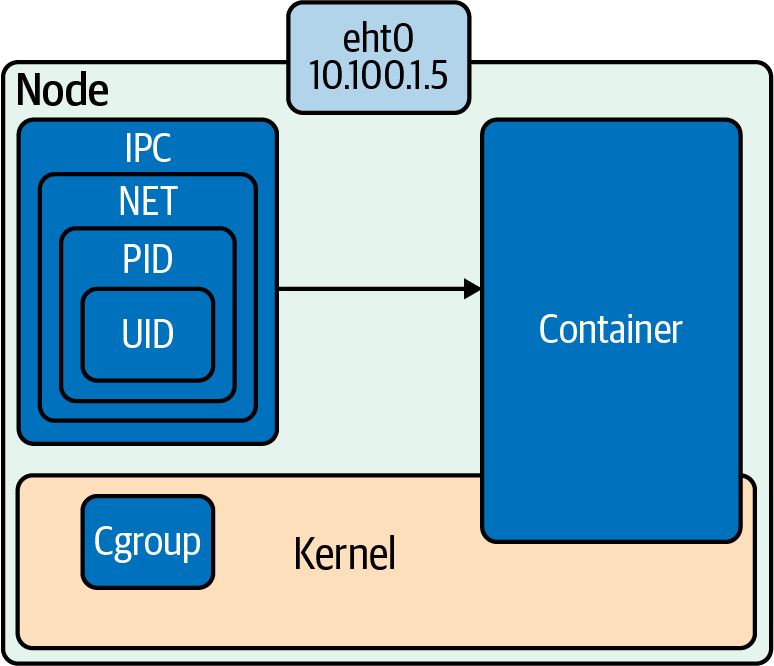 eht0
10.100.1.5
Node
IPC
NET
PID
UID
Container
Cgroup
Kernel